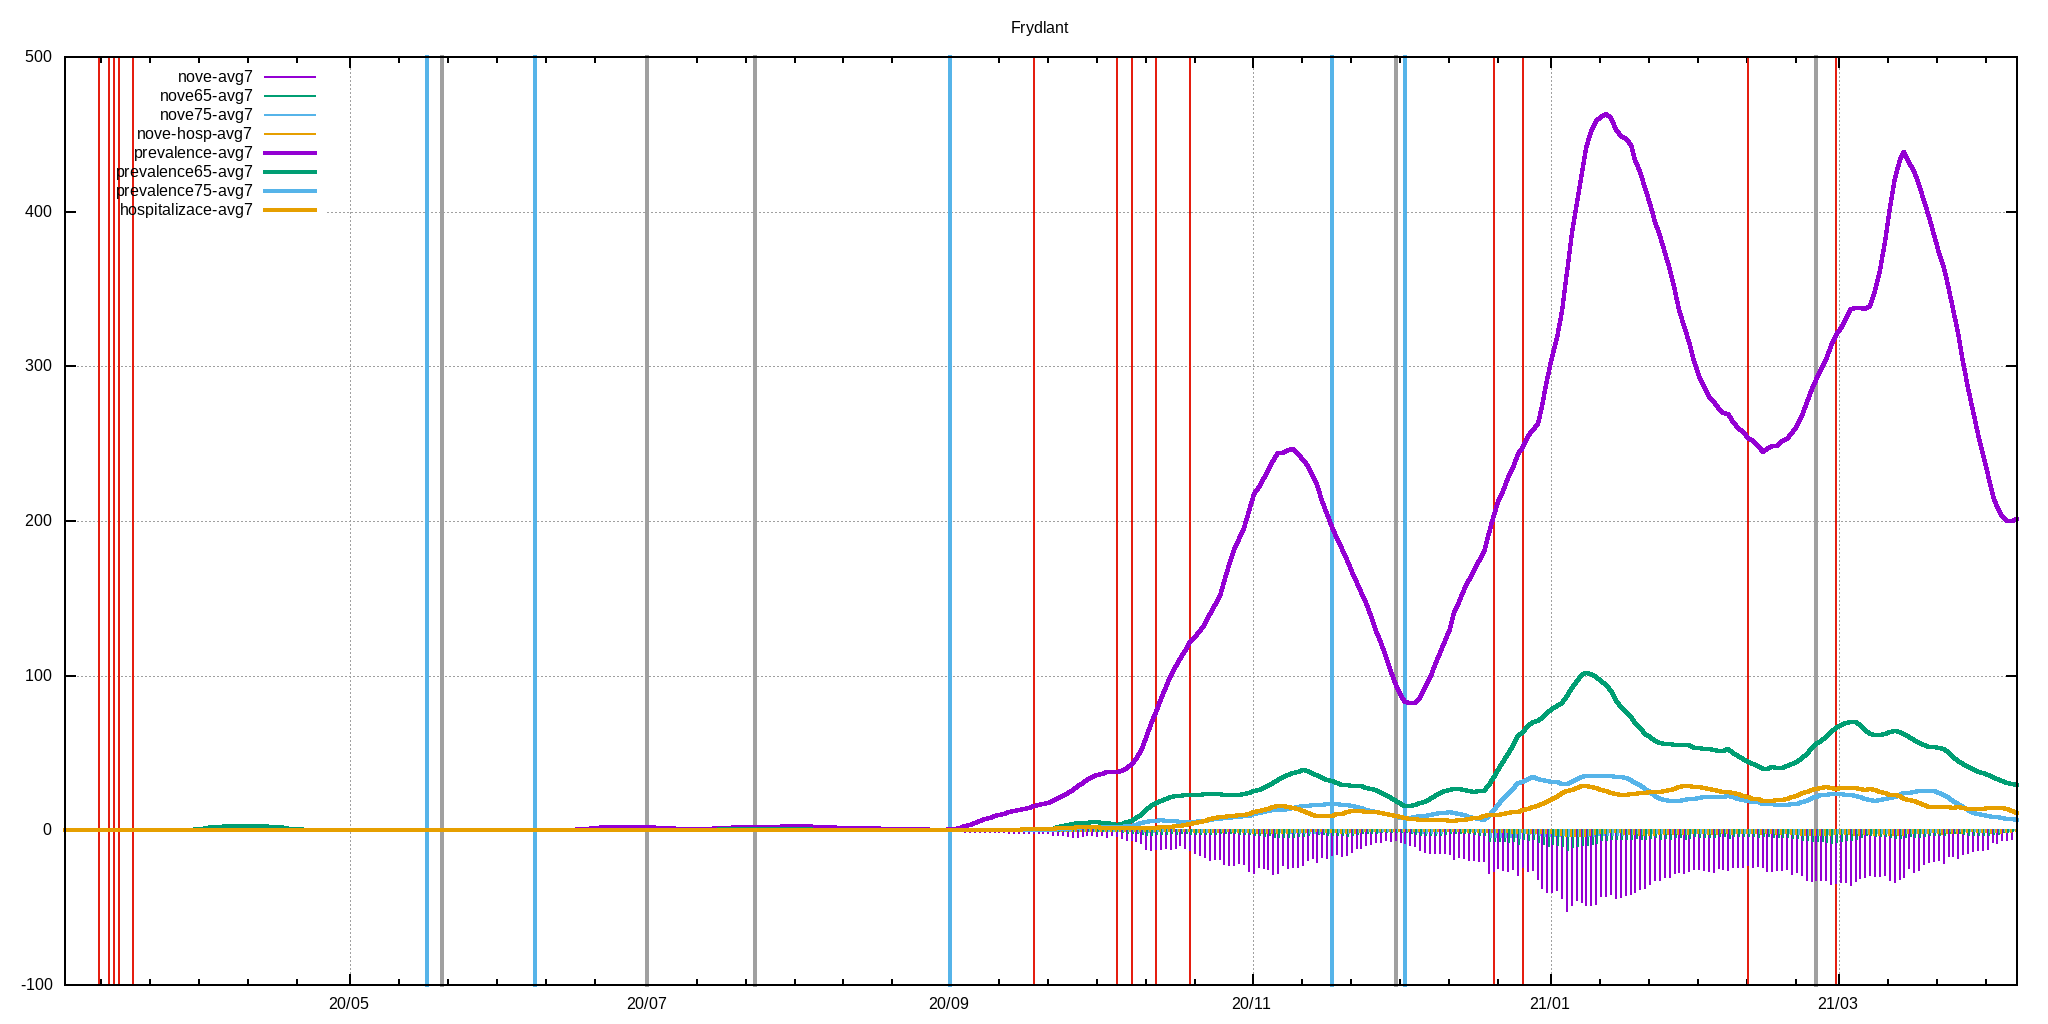 Frydlant
500
400
300
200
100
0
-100
nove-avg7
nove65-avg7
nove75-avg7
nove-hosp-avg7
prevalence-avg7
prevalence65-avg7
prevalence75-avg7
hospitalizace-avg7
20/05
20/07
20/09
20/11
21/01
21/03